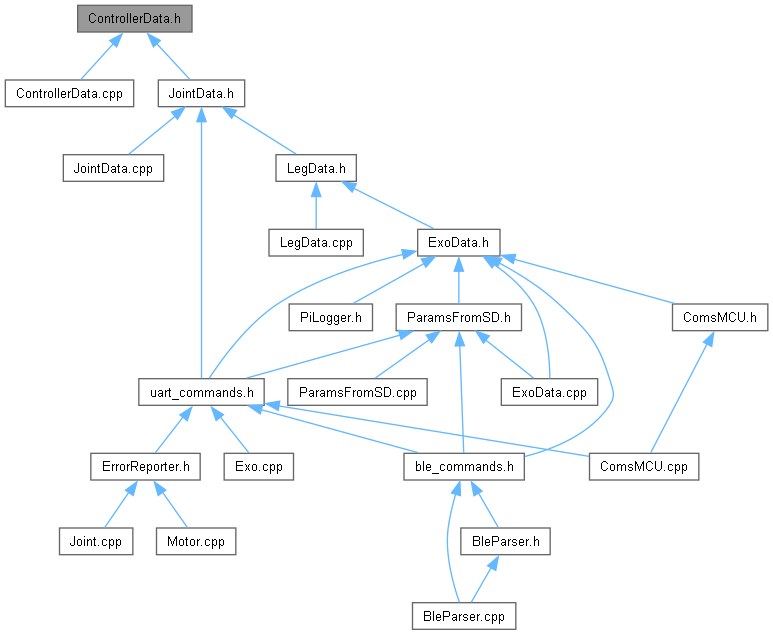 ControllerData.h
ControllerData.cpp
JointData.h
JointData.cpp
LegData.h
LegData.cpp
ExoData.h
PiLogger.h
ParamsFromSD.h
ComsMCU.h
uart_commands.h
ParamsFromSD.cpp
ExoData.cpp
ErrorReporter.h
Exo.cpp
ble_commands.h
ComsMCU.cpp
Joint.cpp
Motor.cpp
BleParser.h
BleParser.cpp